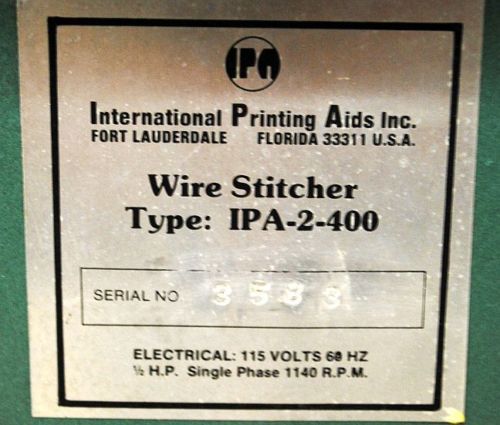 IPA
International Printing Aids Inc.
FORT LAUDERDALE FLORIDA 33311 U.S.A.
Wire Stitcher
Type: IPA-2-400
SERIAL NO 3583
ELECTRICAL: 115 VOLTS 60 HZ
½ H.P. Single Phase 1140 R.P.M.